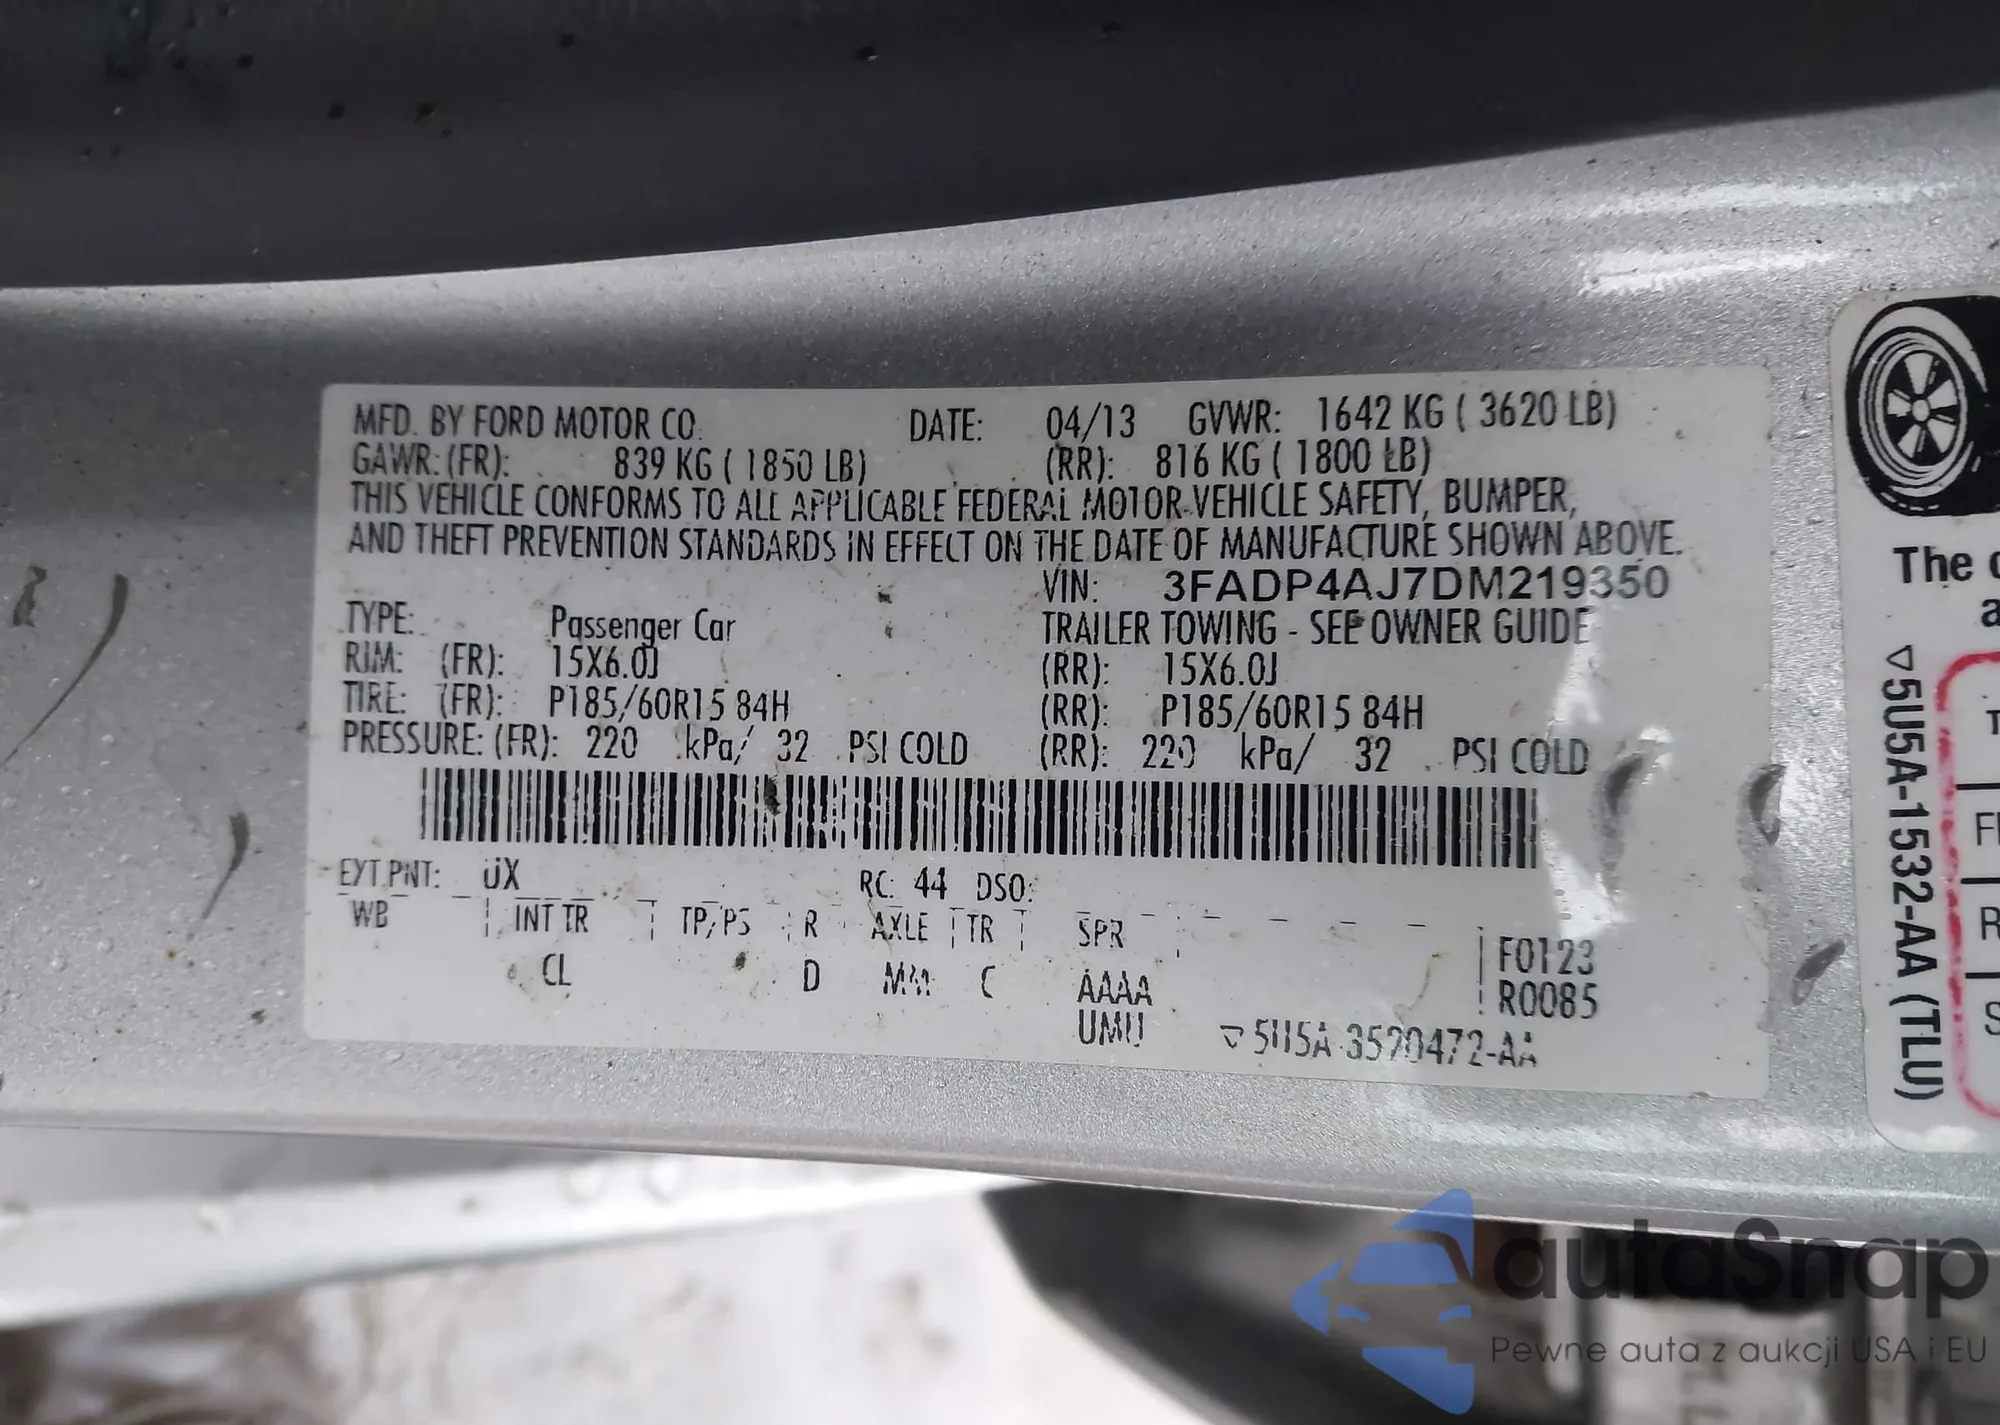 MFD. BY FORD MOTOR CO. DATE: 04/13 GVWR: 1642 KG ( 3620 LB)
GAWR: (FR): 839 KG ( 1850 LB) (RR): 816 KG ( 1800 LB)
THIS VEHICLE CONFORMS TO ALL APPLICABLE FEDERAL MOTOR VEHICLE SAFETY, BUMPER,
AND THEFT PREVENTION STANDARDS IN EFFECT ON THE DATE OF MANUFACTURE SHOWN ABOVE.
VIN: 3FADP4AJ7DM219350
TYPE: Passenger Car TRAILER TOWING - SEE OWNER GUIDE
RIM: (FR): 15X6.0J (RR): 15X6.0J
TIRE: (FR): P185/60R15 84H (RR): P185/60R15 84H
PRESSURE: (FR): 220 kPa/ 32 PSI COLD (RR): 220 kPa/ 32 PSI COLD
EXT PNT: UX RC: 44 DSO:
WB INT TR TP/PS R AXLE TR SPR
CL D MM C AAAA
UMU
F0123
R0085
▽5U5A-3520472-AA
The
▽5U5A-1532-AA (TLU)
autoSnap
Pewne auta z aukcji USA i EU